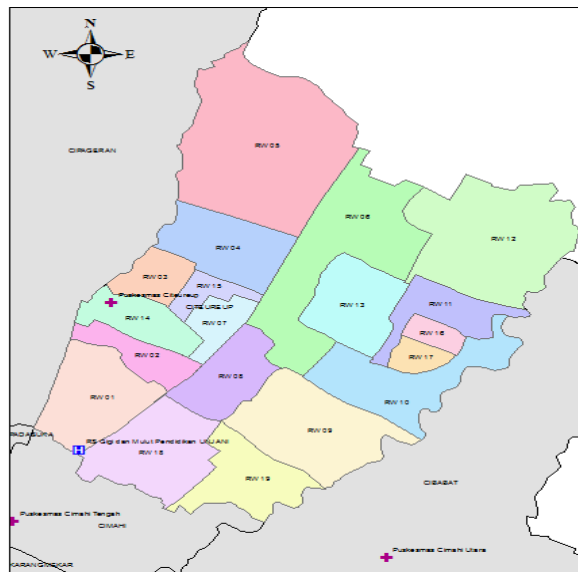 N
W E
S
RW 05
CIPAGERAN
RW 06
RW 12
RW 04
RW 03
RW 15
Puskesmas Citeureup
CITEUREUP
RW 11
RW 13
RW 14
RW 07
RW 16
RW 02
RW 17
RW 08
RW 01
RW 10
RW 09
PADASUKA
RS Gigi dan Mulut Pendidikan UNJANI
RW 18
RW 19
CIBABAT
Puskesmas Cimahi Tengah
CIMAHI
Puskesmas Cimahi Utara
KARANGMEKAR
H